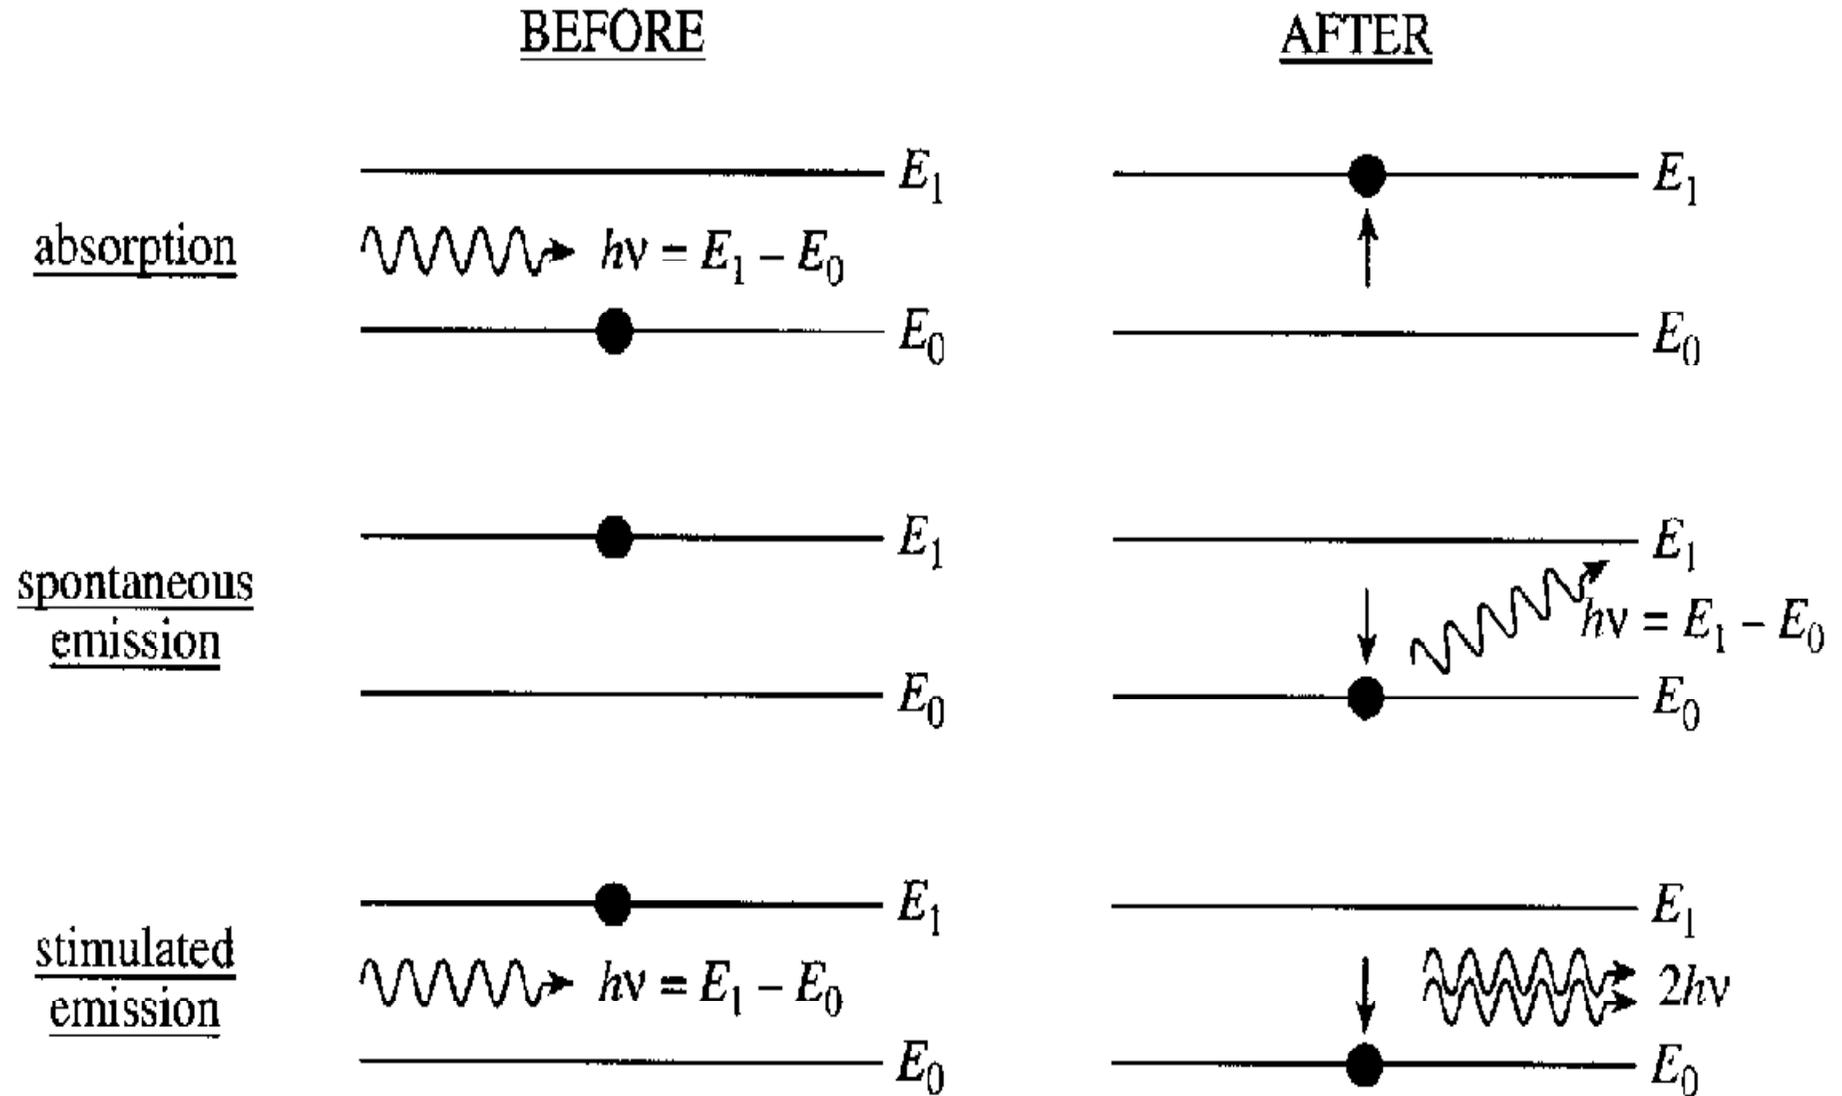 BEFORE
AFTER
absorption
E₁
hν = E₁ – E₀
E₀
E₁
E₀
spontaneous
emission
E₁
E₀
E₁
hν = E₁ – E₀
E₀
stimulated
emission
E₁
hν = E₁ – E₀
E₀
E₁
2hν
E₀